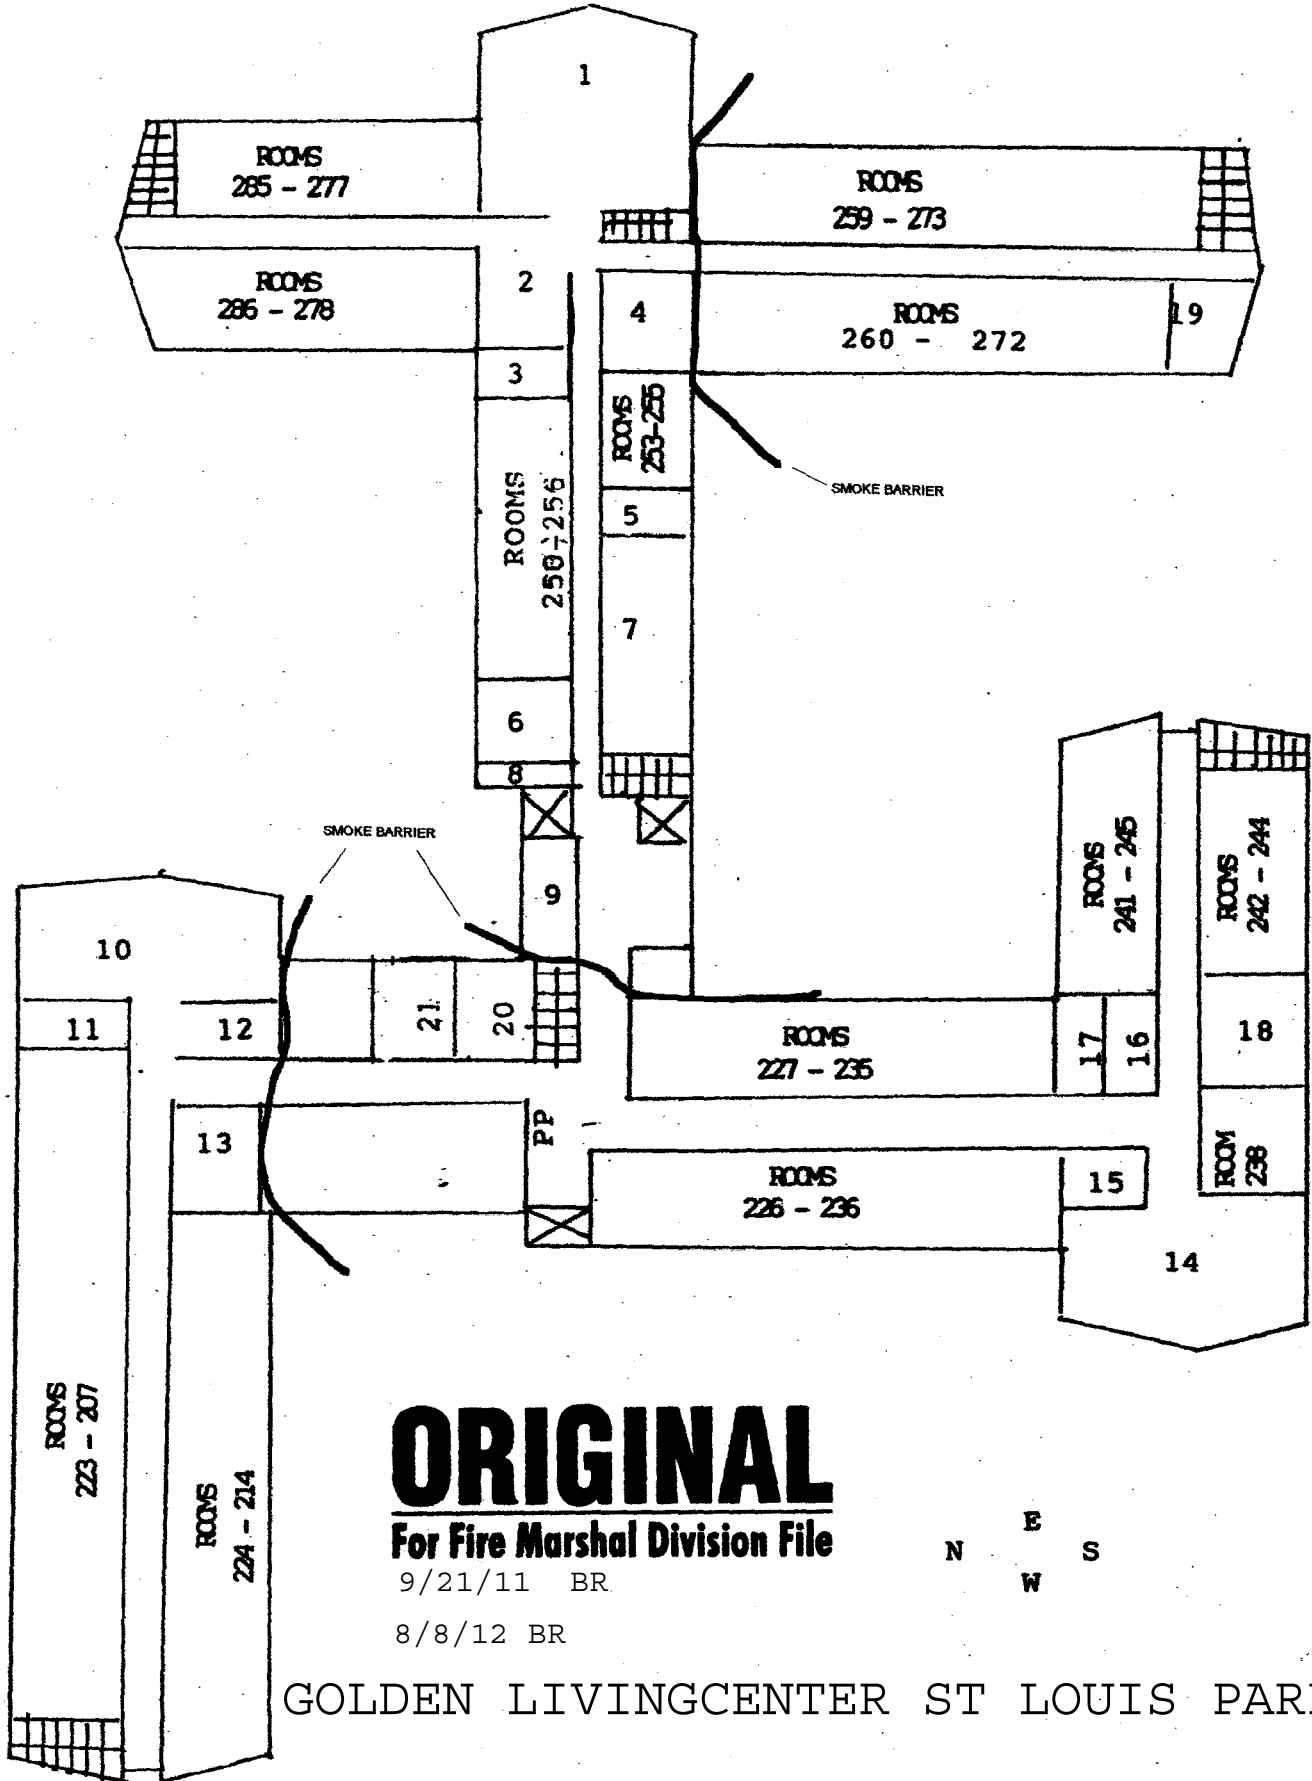 1
ROOMS
285 - 277
ROOMS
259 - 273
2
ROOMS
286 - 278
4
ROOMS
260 - 272
19
3
ROOMS
253-255
ROOMS
250-256
5
SMOKE BARRIER
7
6
8
SMOKE BARRIER
9
ROOMS
241 - 245
ROOMS
242 - 244
10
11
12
21
20
ROOMS
227 - 235
17
16
18
13
PP
ROOMS
226 - 236
15
ROOM
238
14
ROOMS
223 - 207
ROOMS
224 - 214
ORIGINAL
For Fire Marshal Division File
9/21/11 BR
8/8/12 BR
E
N S
W
GOLDEN LIVINGCENTER ST LOUIS PAR